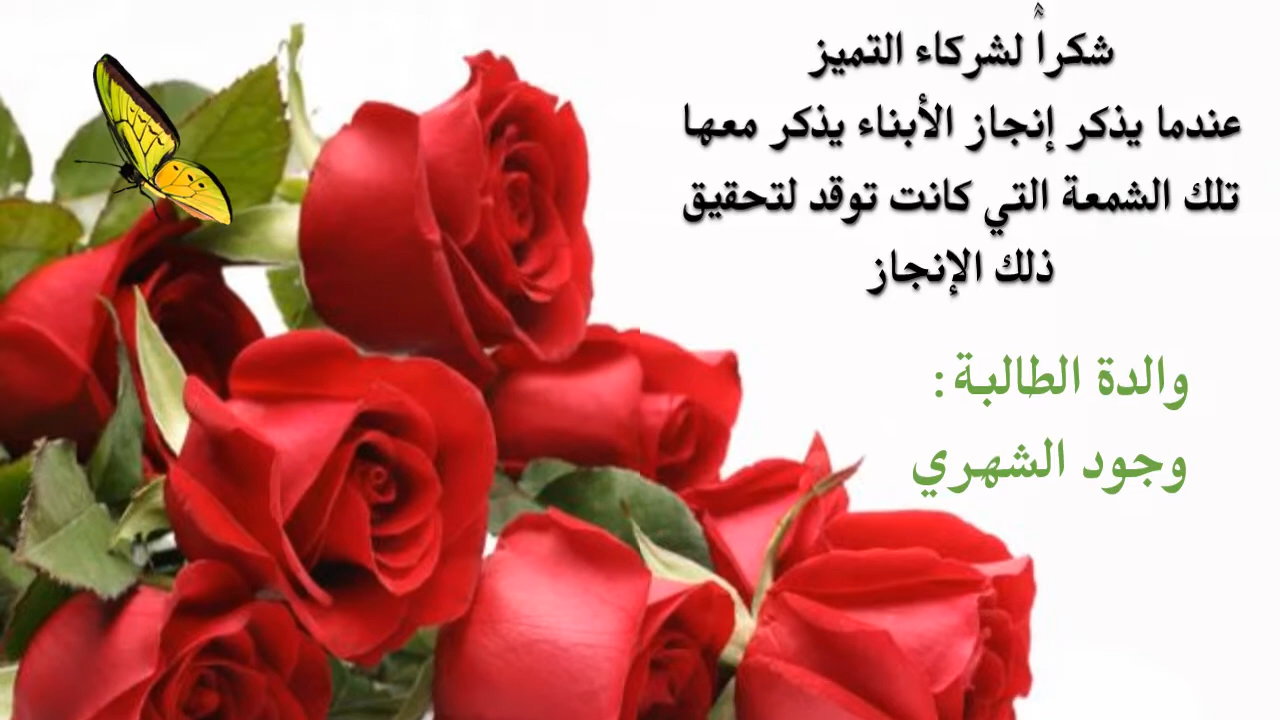 شكراً لشركاء التميز
عندما يذكر إنجاز الأبناء يذكر معها
تلك الشمعة التي كانت توقد لتحقيق
ذلك الإنجاز
والدة الطالبة:
وجود الشهري